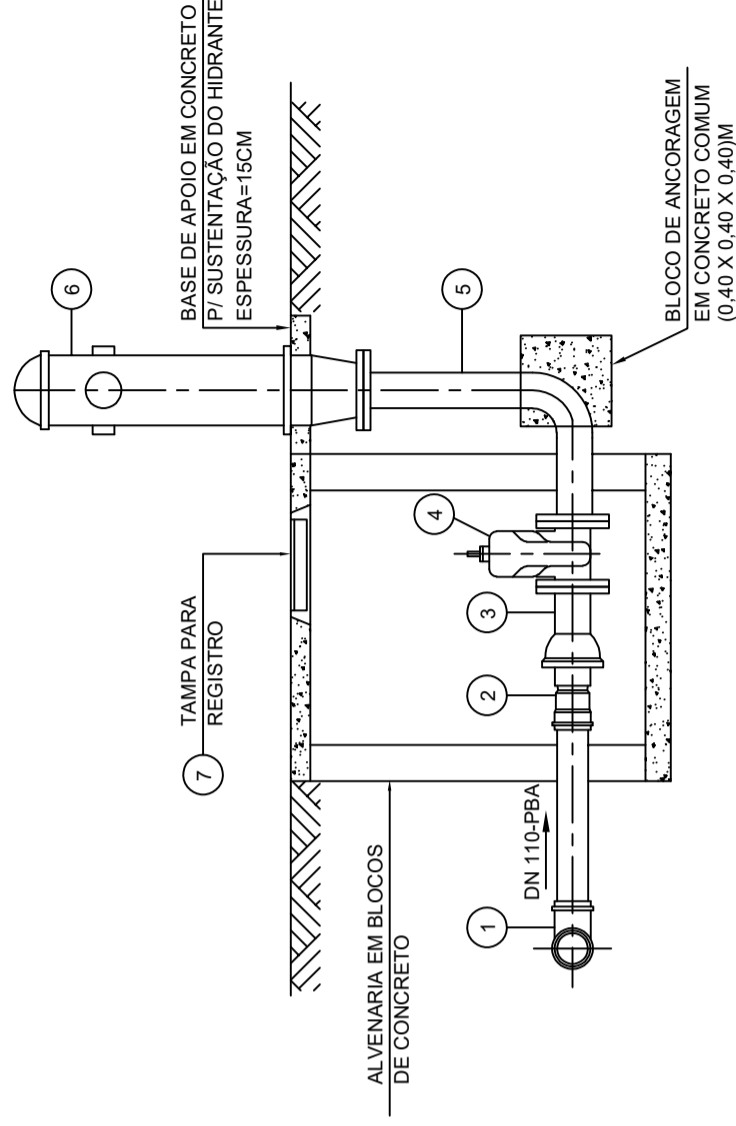 6
BASE DE APOIO EM CONCRETO
P/ SUSTENTAÇÃO DO HIDRANTE
ESPESSURA=15CM
7
TAMPA PARA
REGISTRO
5
4
3
2
1
DN 110-PBA
ALVENARIA EM BLOCOS
DE CONCRETO
BLOCO DE ANCORAGEM
EM CONCRETO COMUM
(0,40 X 0,40 X 0,40)M